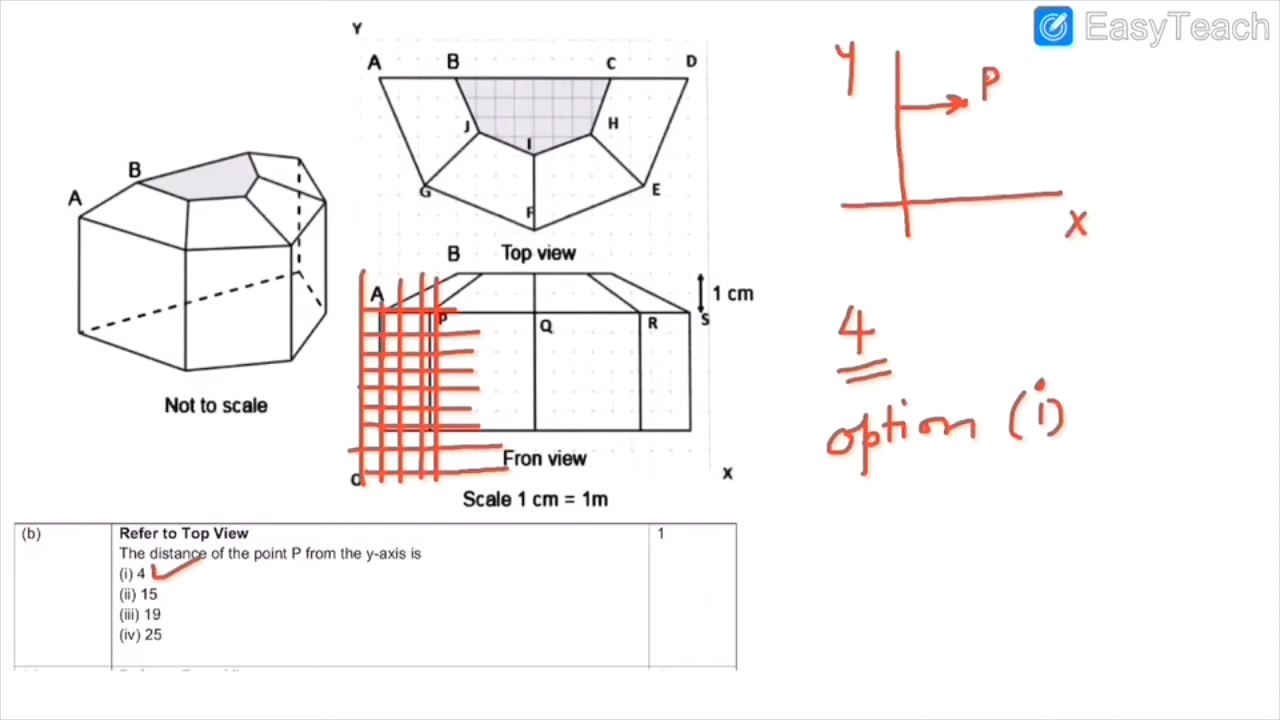 EasyTeach
Y
A B C D
J H
I
G E
F
Top view
B
A
B
A
1 cm
P Q R S
Not to scale
Fron view
O X
Scale 1 cm = 1m
Y
P
X
4
option (i)
(b) Refer to Top View 1
The distance of the point P from the y-axis is
(i) 4
(ii) 15
(iii) 19
(iv) 25